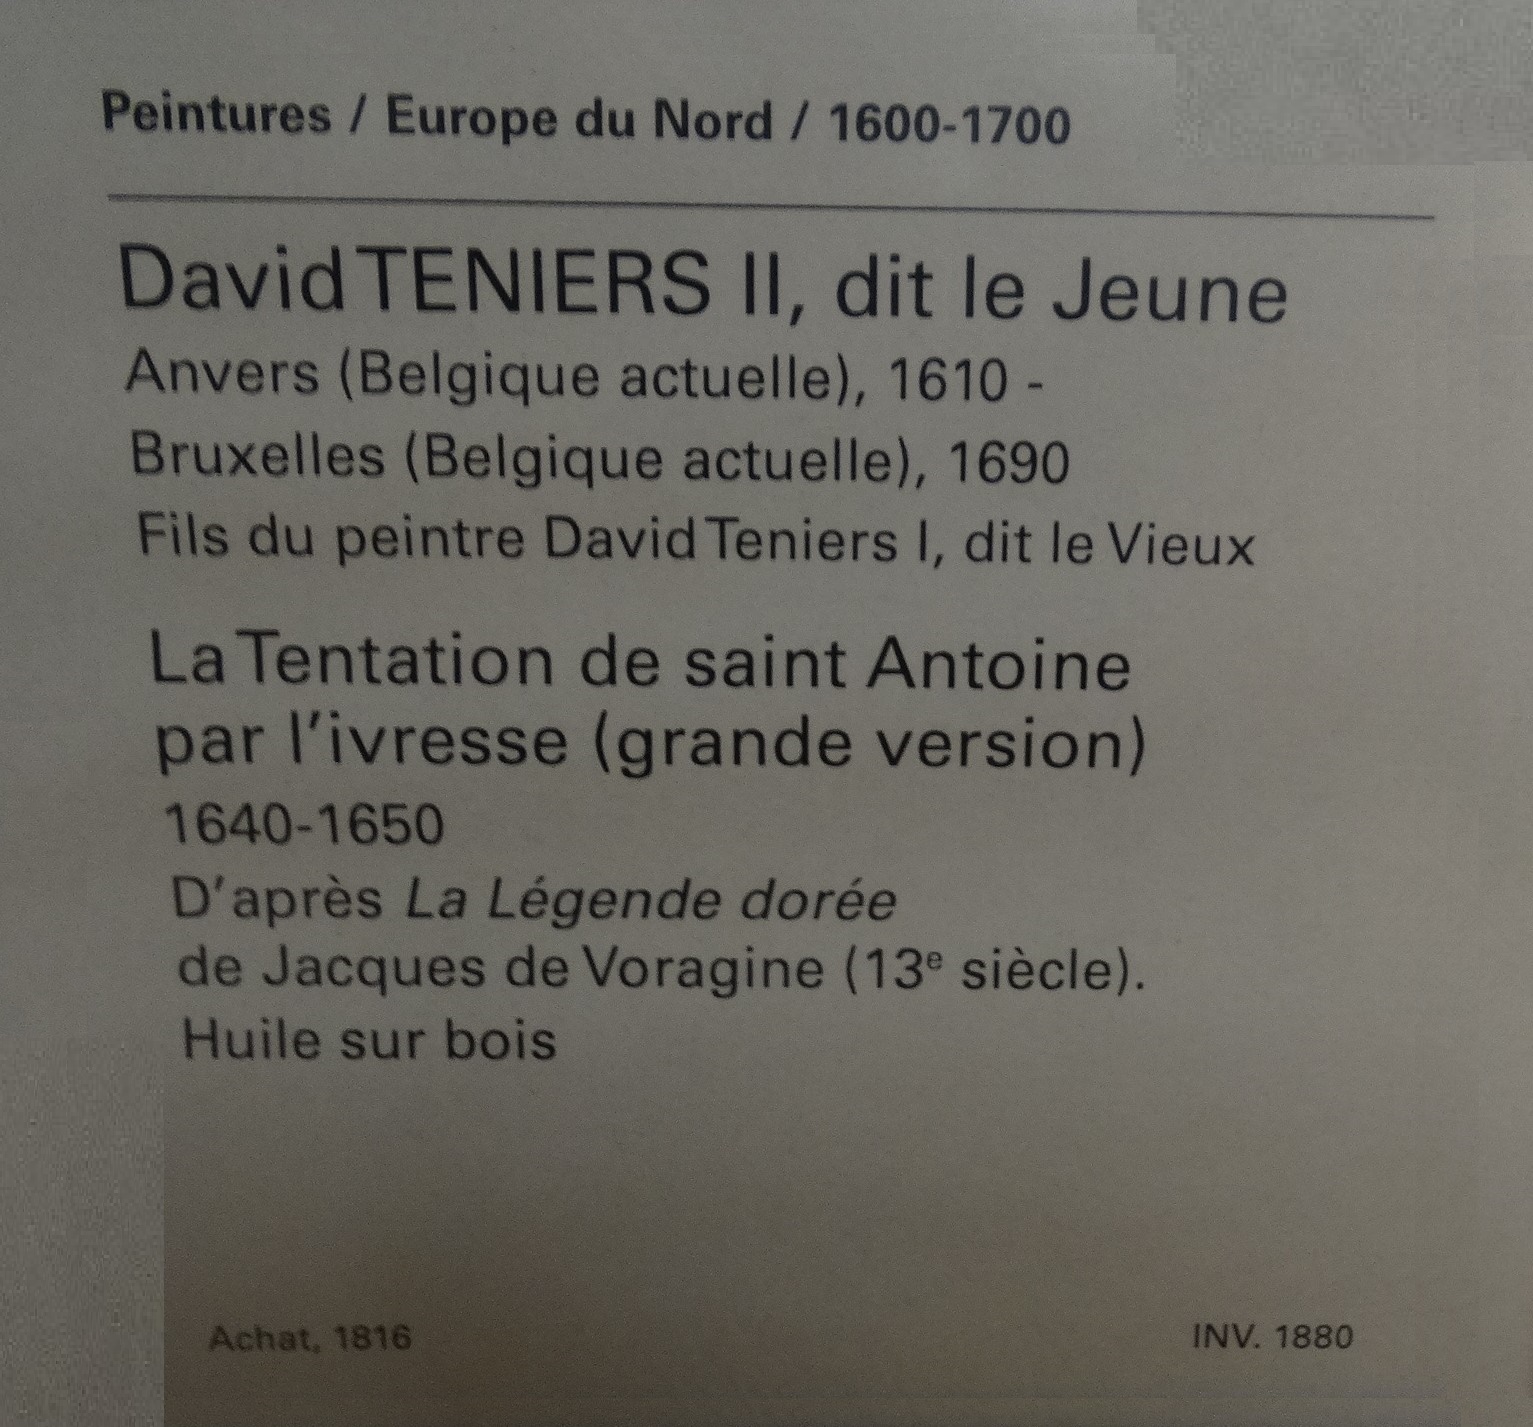 Peintures / Europe du Nord / 1600-1700
David TENIERS II, dit le Jeune
Anvers (Belgique actuelle), 1610 -
Bruxelles (Belgique actuelle), 1690
Fils du peintre David Teniers I, dit le Vieux
La Tentation de saint Antoine
par l'ivresse (grande version)
1640-1650
D'après La Légende dorée
de Jacques de Voragine (13e siècle).
Huile sur bois
Achat, 1816
INV. 1880